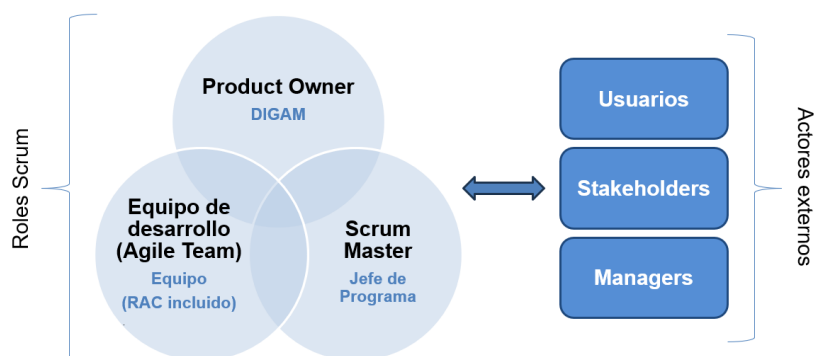 Roles Scrum
Product Owner
DIGAM
Equipo de
desarrollo
(Agile Team)
Equipo
(RAC incluido)
Scrum
Master
Jefe de
Programa
Usuarios
Stakeholders
Managers
Actores externos